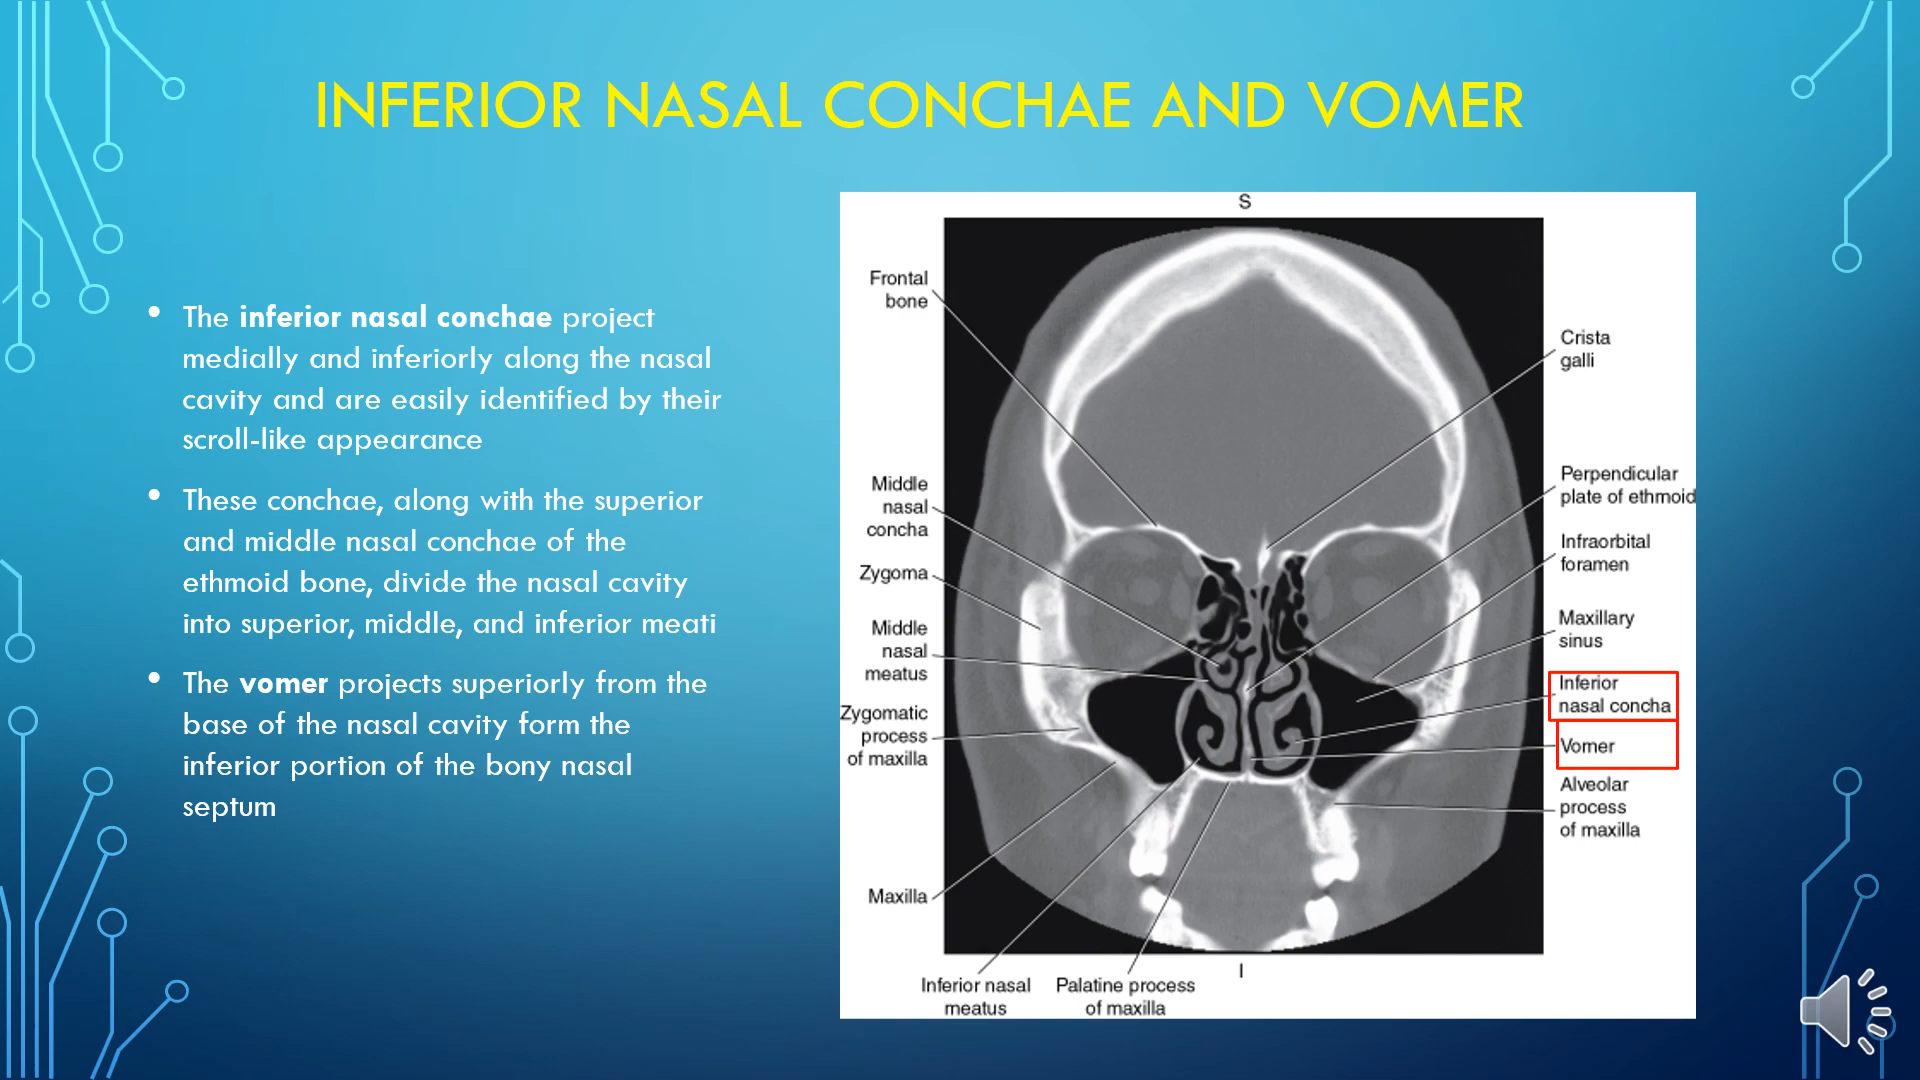 INFERIOR NASAL CONCHAE AND VOMER
• The inferior nasal conchae project
medially and inferiorly along the nasal
cavity and are easily identified by their
scroll-like appearance
• These conchae, along with the superior
and middle nasal conchae of the
ethmoid bone, divide the nasal cavity
into superior, middle, and inferior meati
• The vomer projects superiorly from the
base of the nasal cavity form the
inferior portion of the bony nasal
septum
S
Frontal
bone
Middle
nasal
concha
Zygoma
Middle
nasal
meatus
Zygomatic
process
of maxilla
Maxilla
Inferior nasal
meatus
Palatine process
of maxilla
I
Crista
galli
Perpendicular
plate of ethmoid
Infraorbital
foramen
Maxillary
sinus
Inferior
nasal concha
Vomer
Alveolar
process
of maxilla